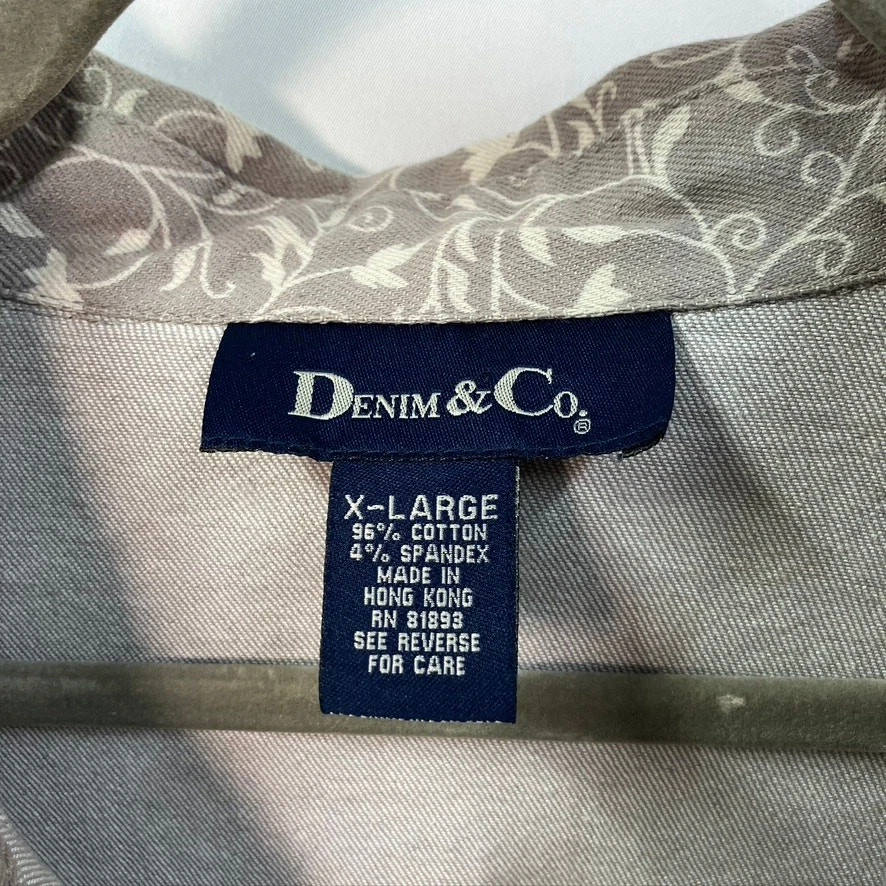 DENIM & CO.®
X-LARGE
96% COTTON
4% SPANDEX
MADE IN
HONG KONG
RN 81893
SEE REVERSE
FOR CARE